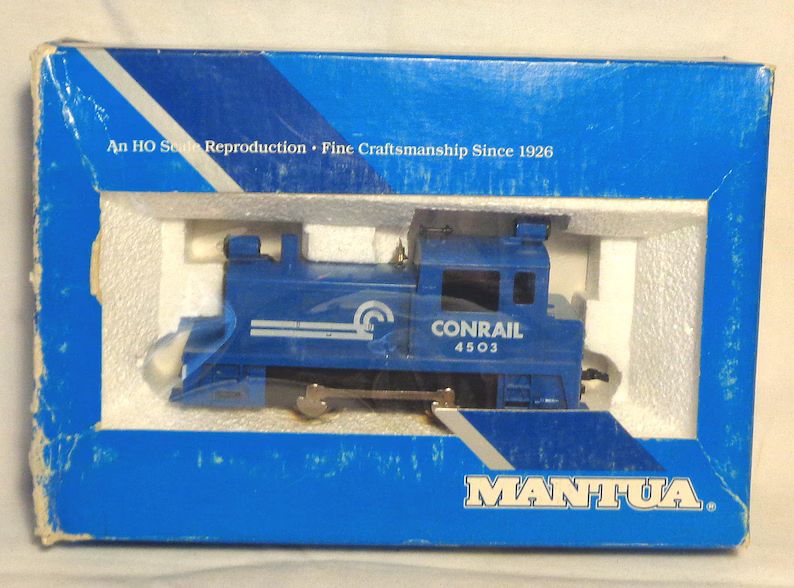 An HO Scale Reproduction • Fine Craftsmanship Since 1926
CONRAIL
4503
MANTUA®